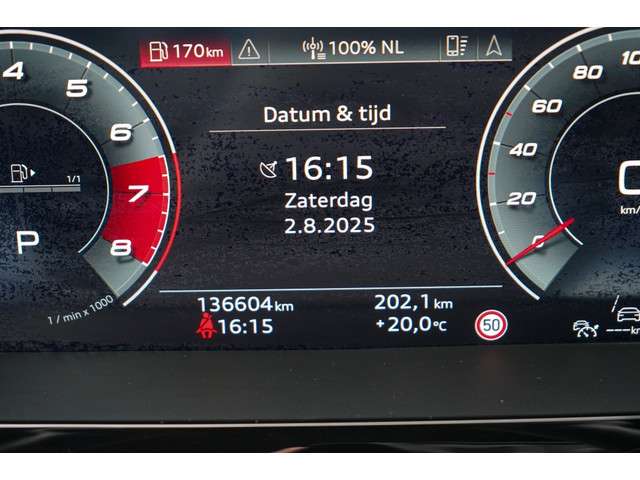 170km
100% NL
Datum & tijd
16:15
Zaterdag
2.8.2025
136604km
202,1 km
16:15
+20,0°C
50
4
5
6
7
8
1/1
P
1 / min x 1000
0
20
40
60
80
km/
---km